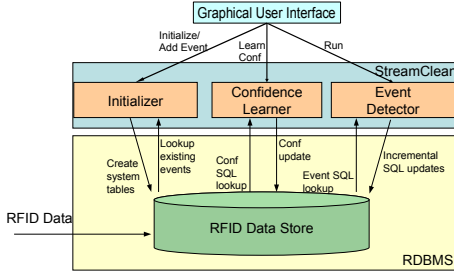 Graphical User Interface
Initialize/
Add Event
Learn
Conf
Run
StreamClean
Initializer
Confidence
Learner
Event
Detector
Create
system
tables
Lookup
existing
events
Conf
SQL
lookup
Conf
update
Event SQL
lookup
Incremental
SQL updates
RFID Data
RFID Data Store
RDBMS